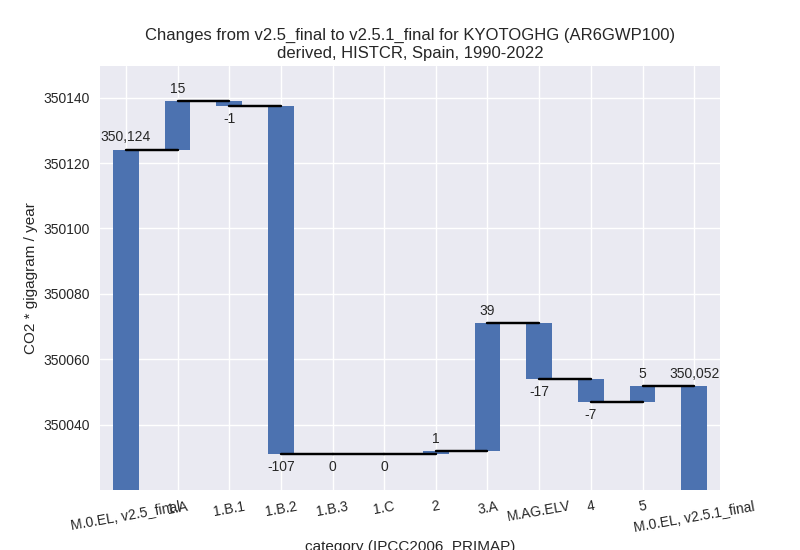 Changes from v2.5_final to v2.5.1_final for KYOTOGHG (AR6GWP100)
derived, HISTCR, Spain, 1990-2022
CO2 * gigagram / year
350140
350120
350100
350080
350060
350040
350,124
15
-1
-107
0
0
1
39
-17
-7
5
350,052
M.0.EL, v2.5_final
1.A
1.B.1
1.B.2
1.B.3
1.C
2
3.A
M.AG.ELV
4
5
M.0.EL, v2.5.1_final
category (IPCC2006_PRIMAP)